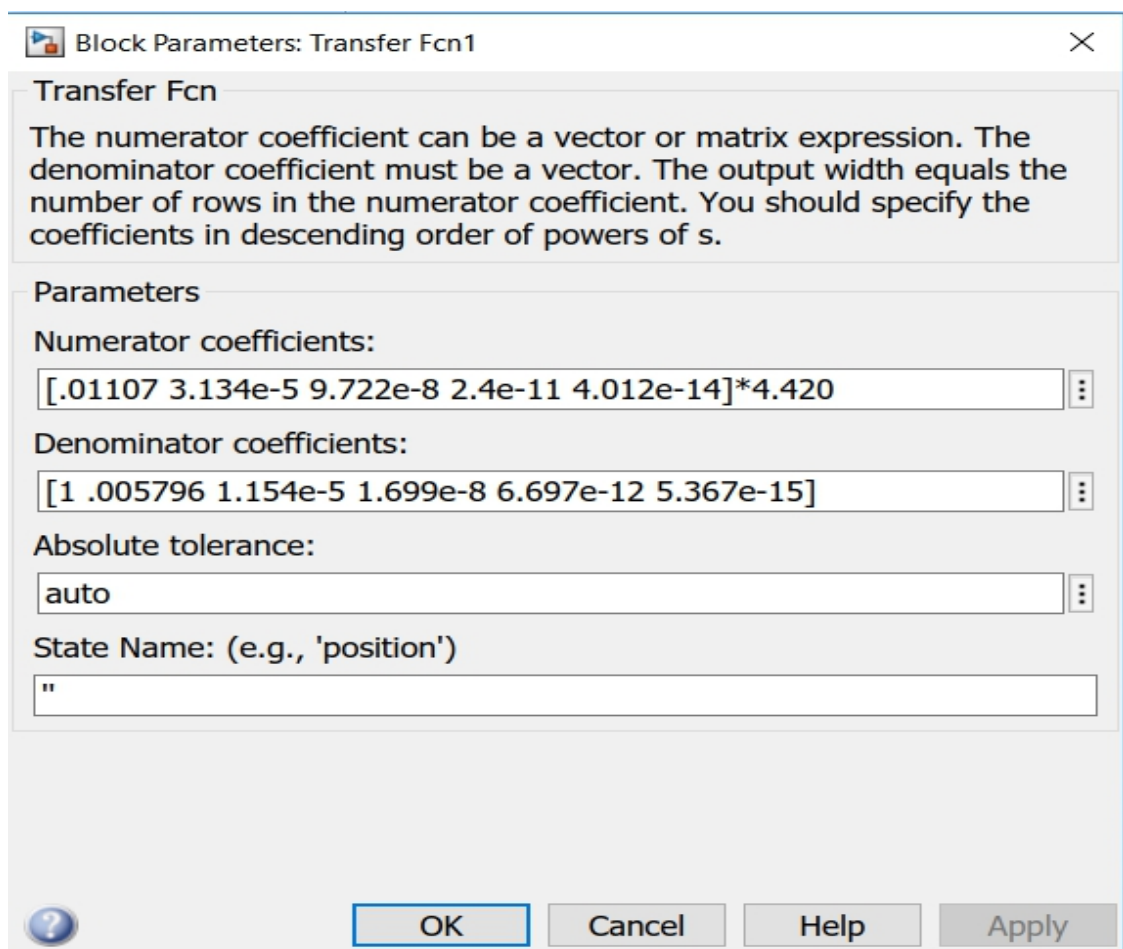 Block Parameters: Transfer Fcn1
Transfer Fcn
The numerator coefficient can be a vector or matrix expression. The
denominator coefficient must be a vector. The output width equals the
number of rows in the numerator coefficient. You should specify the
coefficients in descending order of powers of s.
Parameters
Numerator coefficients:
[.01107 3.134e-5 9.722e-8 2.4e-11 4.012e-14]*4.420
Denominator coefficients:
[1 .005796 1.154e-5 1.699e-8 6.697e-12 5.367e-15]
Absolute tolerance:
auto
State Name: (e.g., 'position')
''
OK Cancel Help Apply